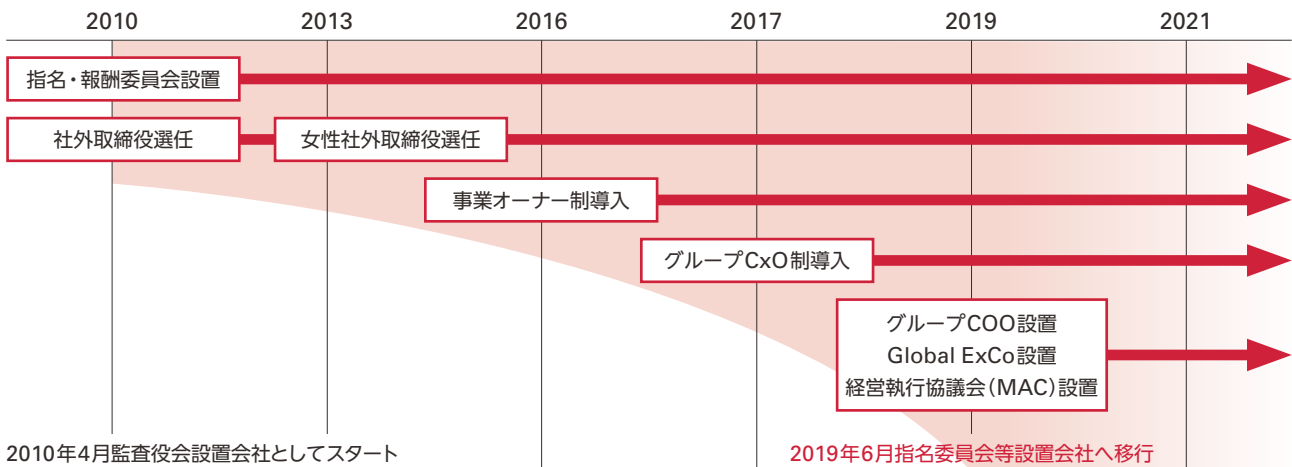 2010 2013 2016 2017 2019 2021
指名・報酬委員会設置
社外取締役選任 女性社外取締役選任
事業オーナー制導入
グループCxO制導入
グループCOO設置
Global ExCo設置
経営執行協議会(MAC)設置
2010年4月監査役会設置会社としてスタート 2019年6月指名委員会等設置会社へ移行